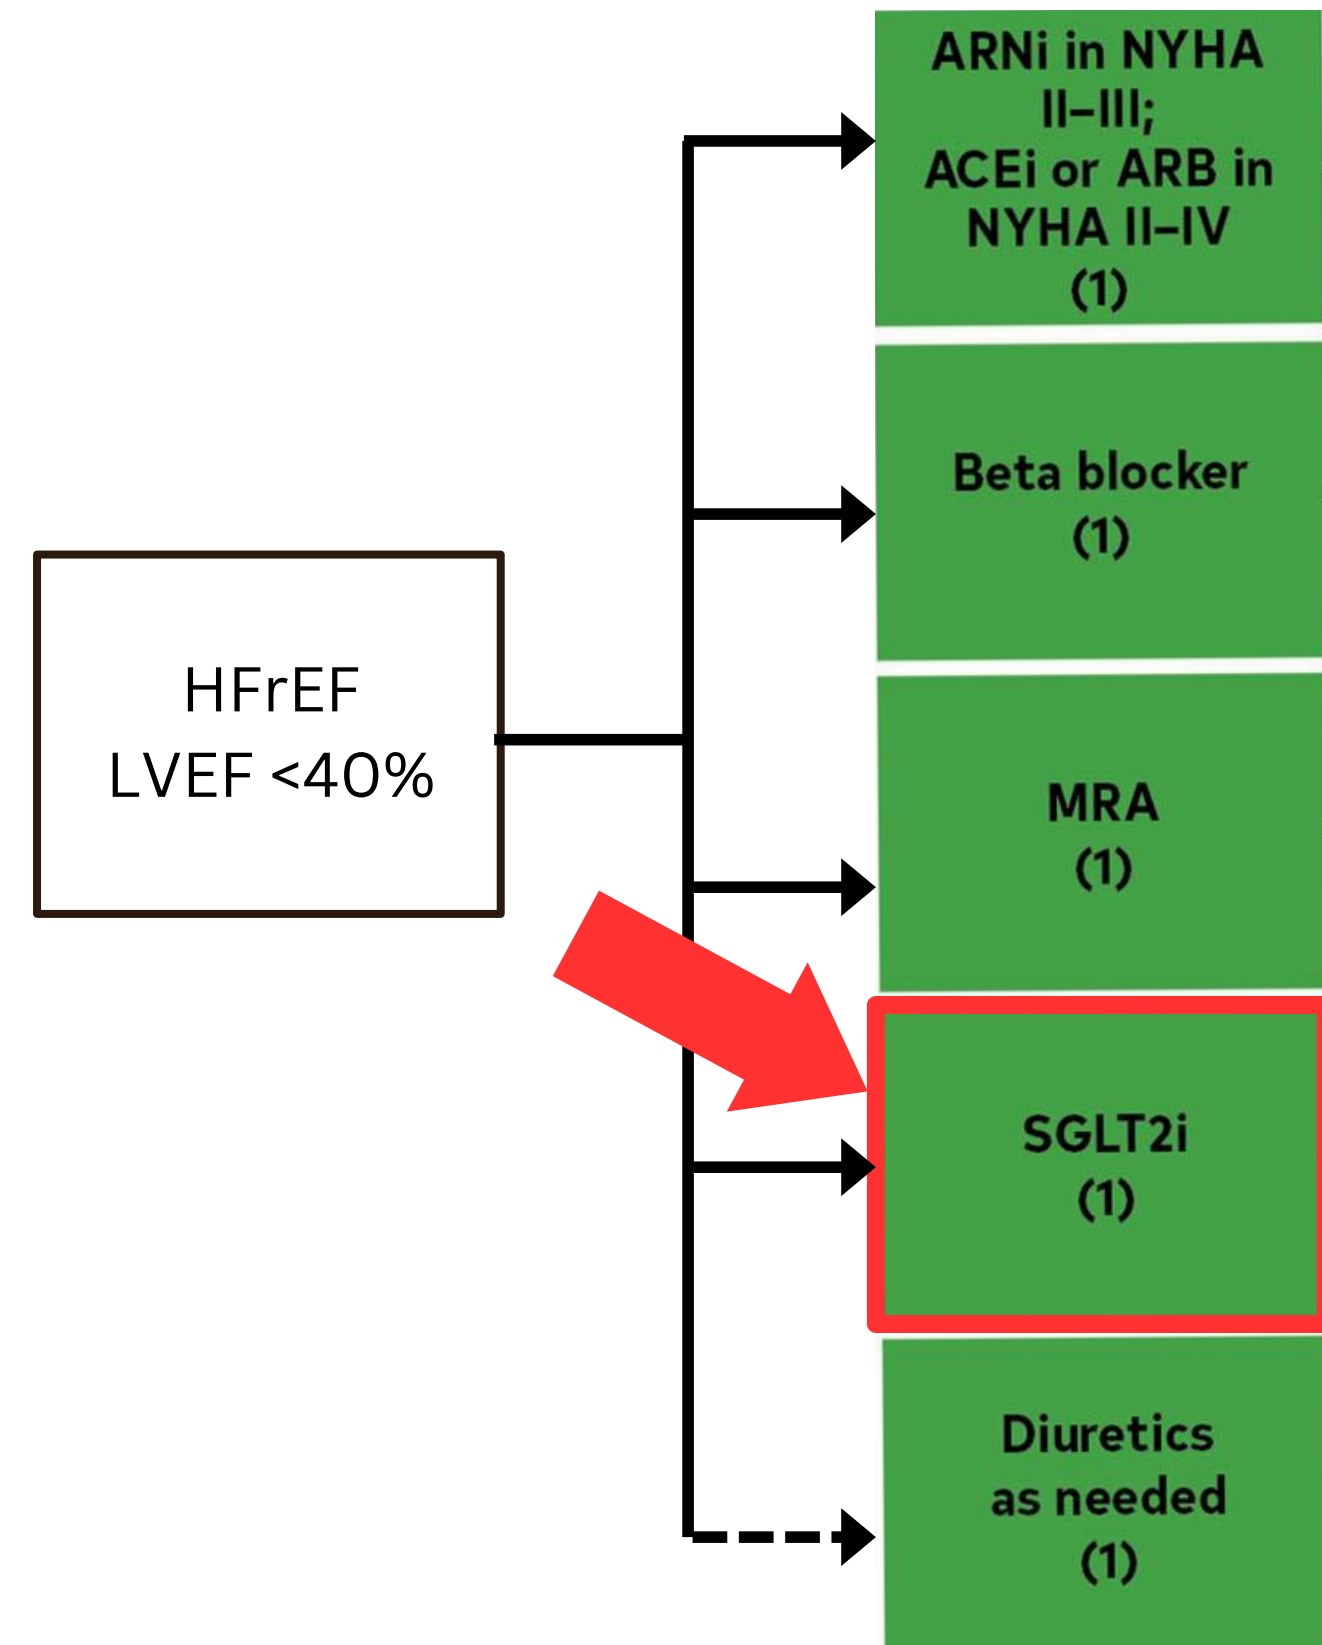 ARNi in NYHA
II–III;
ACEi or ARB in
NYHA II–IV
(1)
Beta blocker
(1)
HFrEF
LVEF <40%
MRA
(1)
SGLT2i
(1)
Diuretics
as needed
(1)